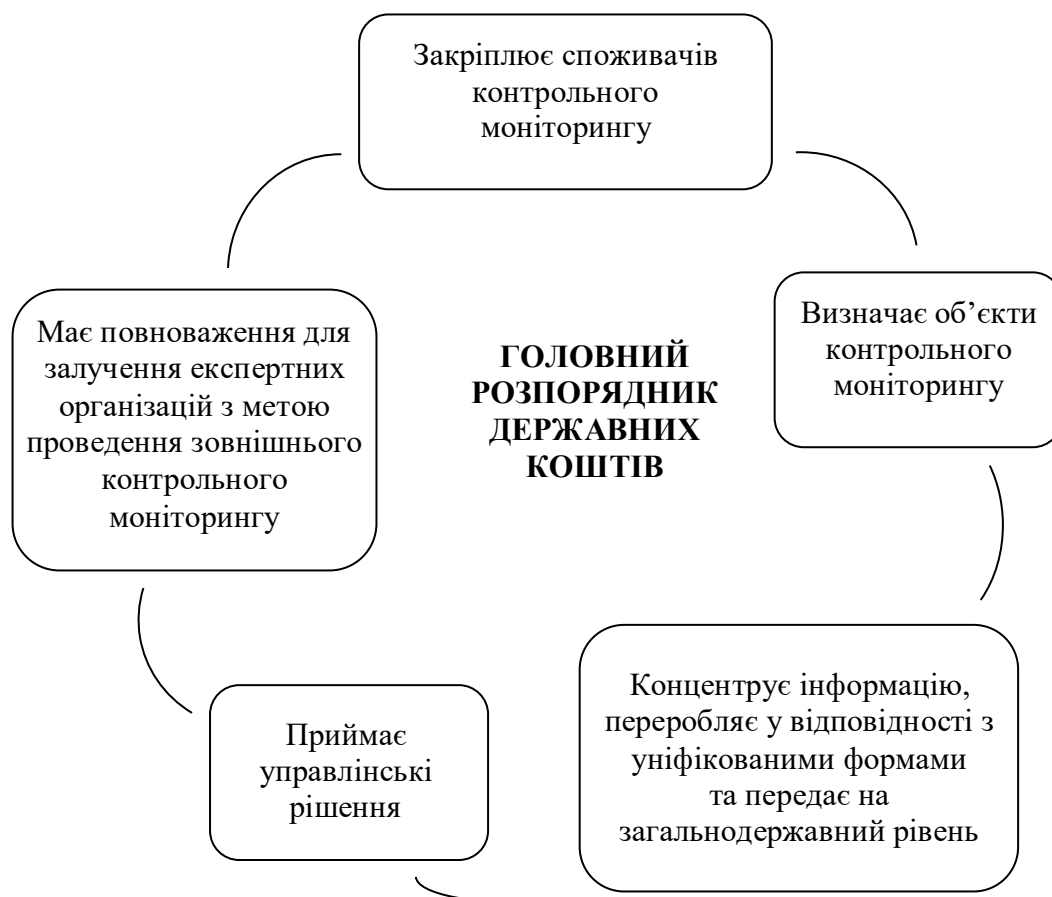 Закріплює споживачів
контрольного
моніторингу
Має повноваження для
залучення експертних
організацій з метою
проведення зовнішнього
контрольного
моніторингу
ГОЛОВНИЙ
РОЗПОРЯДНИК
ДЕРЖАВНИХ
КОШТІВ
Визначає об’єкти
контрольного
моніторингу
Приймає
управлінські
рішення
Концентрує інформацію,
переробляє у відповідності з
уніфікованими формами
та передає на
загальнодержавний рівень